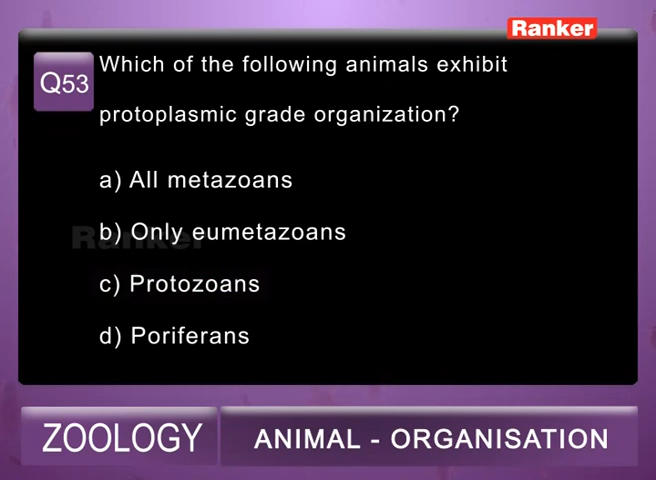 Ranker
Q53
Which of the following animals exhibit
protoplasmic grade organization?
a) All metazoans
b) Only eumetazoans
Ranker
c) Protozoans
d) Poriferans
ZOOLOGY
ANIMAL - ORGANISATION